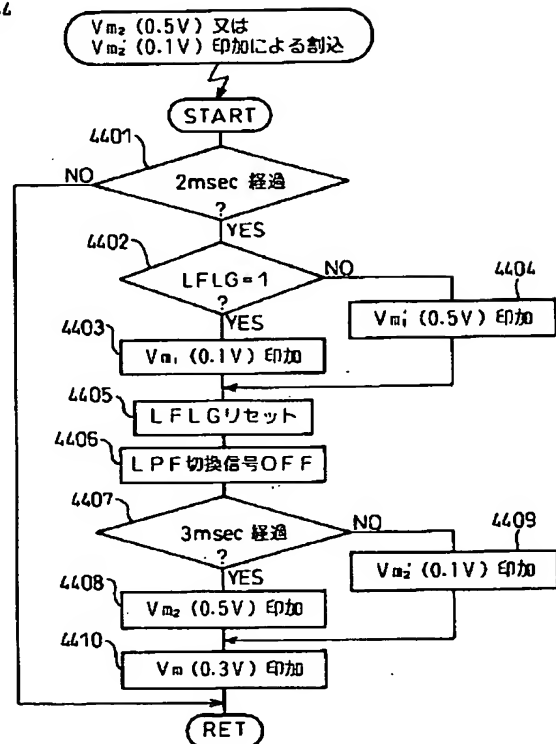 44
Vm₂ (0.5V) 又は
Vm₂' (0.1V) 印加による割込
START
4401
2msec 経過
?
NO
YES
4402
LFLG=1
?
NO
YES
4404
Vm₁' (0.5V) 印加
4403
Vm₁ (0.1V) 印加
4405
LFLGリセット
4406
LPF切換信号OFF
4407
3msec 経過
?
NO
YES
4409
Vm₂' (0.1V) 印加
4408
Vm₂ (0.5V) 印加
4410
Vm (0.3V) 印加
RET